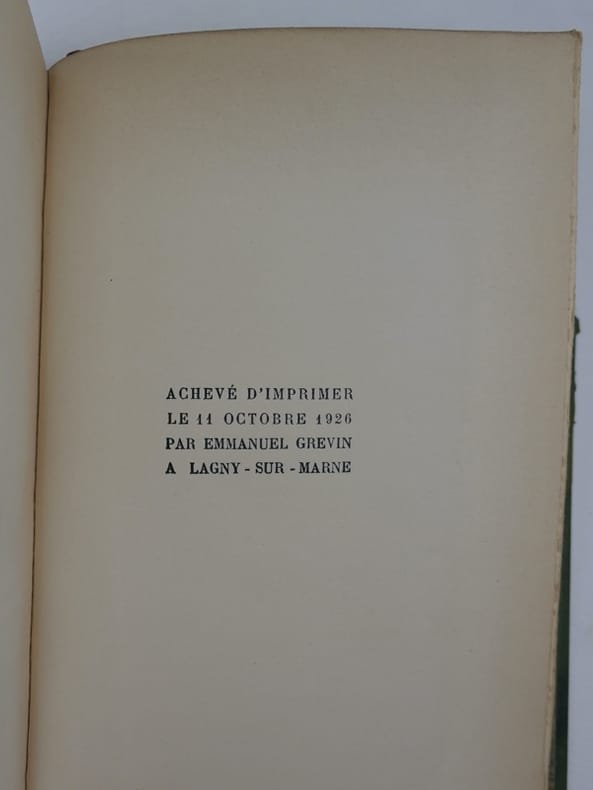 ACHEVÉ D'IMPRIMER
LE 11 OCTOBRE 1926
PAR EMMANUEL GREVIN
A LAGNY - SUR - MARNE